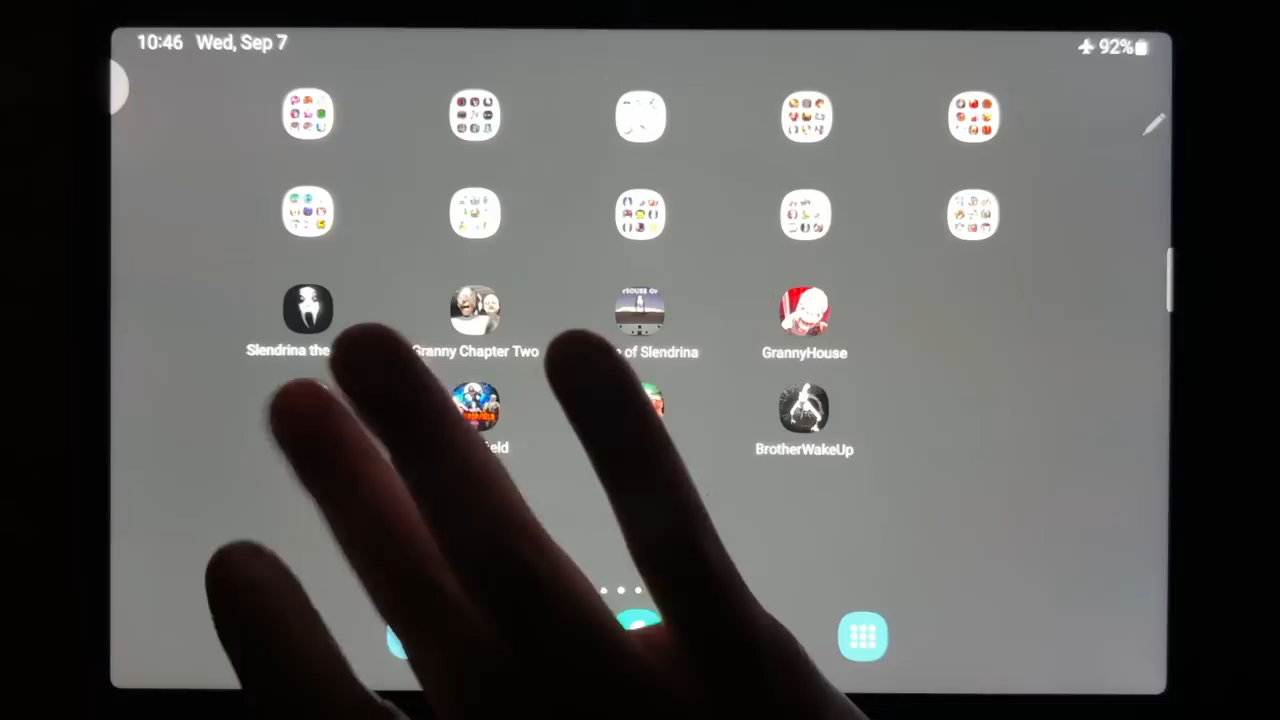 10:46 Wed, Sep 7
92%
Slendrina the
Granny Chapter Two
of Slendrina
GrannyHouse
BrotherWakeUp